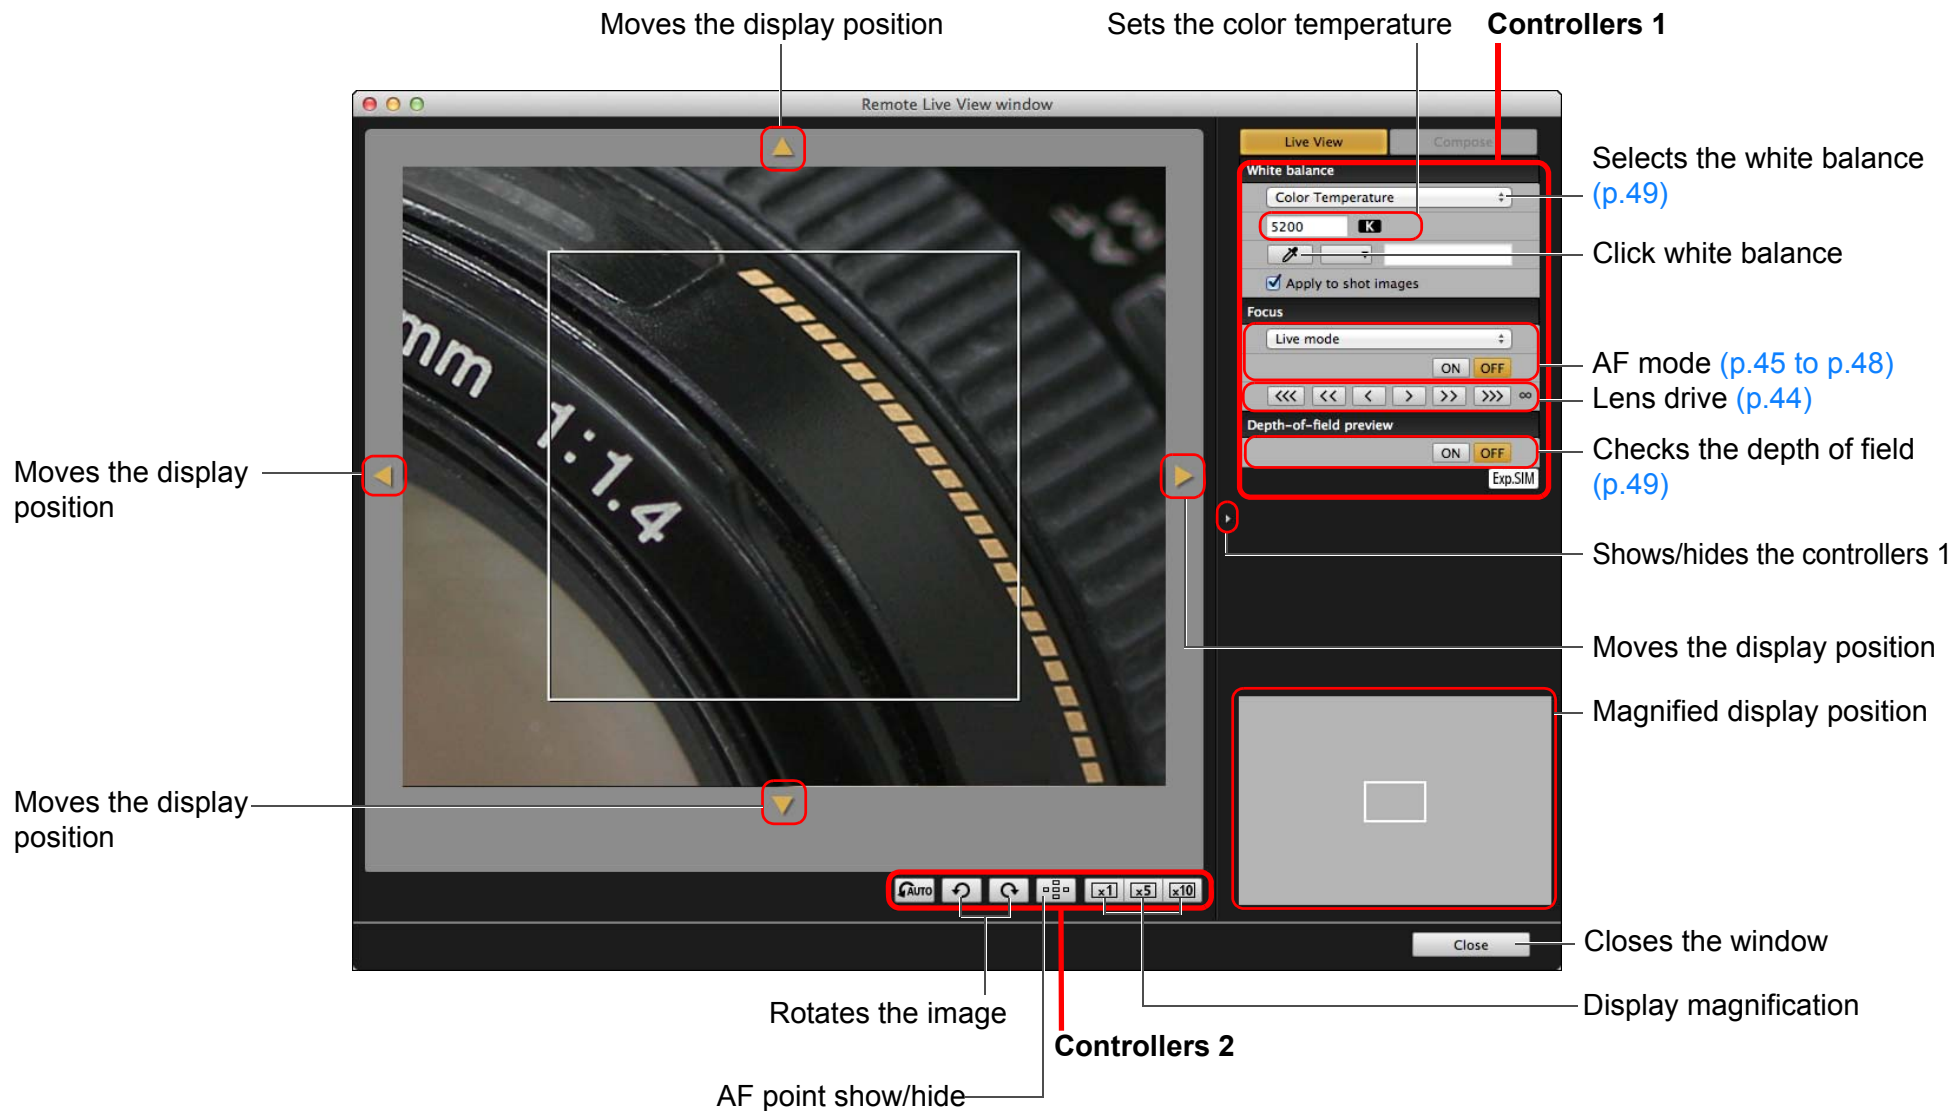 Moves the display position
Sets the color temperature
Controllers 1
Remote Live View window
Live View
Compose
White balance
Color Temperature
5200 K
Apply to shot images
Focus
Live mode
ON OFF
<<< << < > >> >>> ∞
Depth-of-field preview
ON OFF
Exp.SIM
Selects the white balance
(p.49)
Click white balance
AF mode (p.45 to p.48)
Lens drive (p.44)
Checks the depth of field
(p.49)
Shows/hides the controllers 1
Moves the display position
Magnified display position
Moves the display
position
mm 1:1.4
Moves the display
position
AUTO
x1 x5 x10
Close
Closes the window
Display magnification
Rotates the image
Controllers 2
AF point show/hide